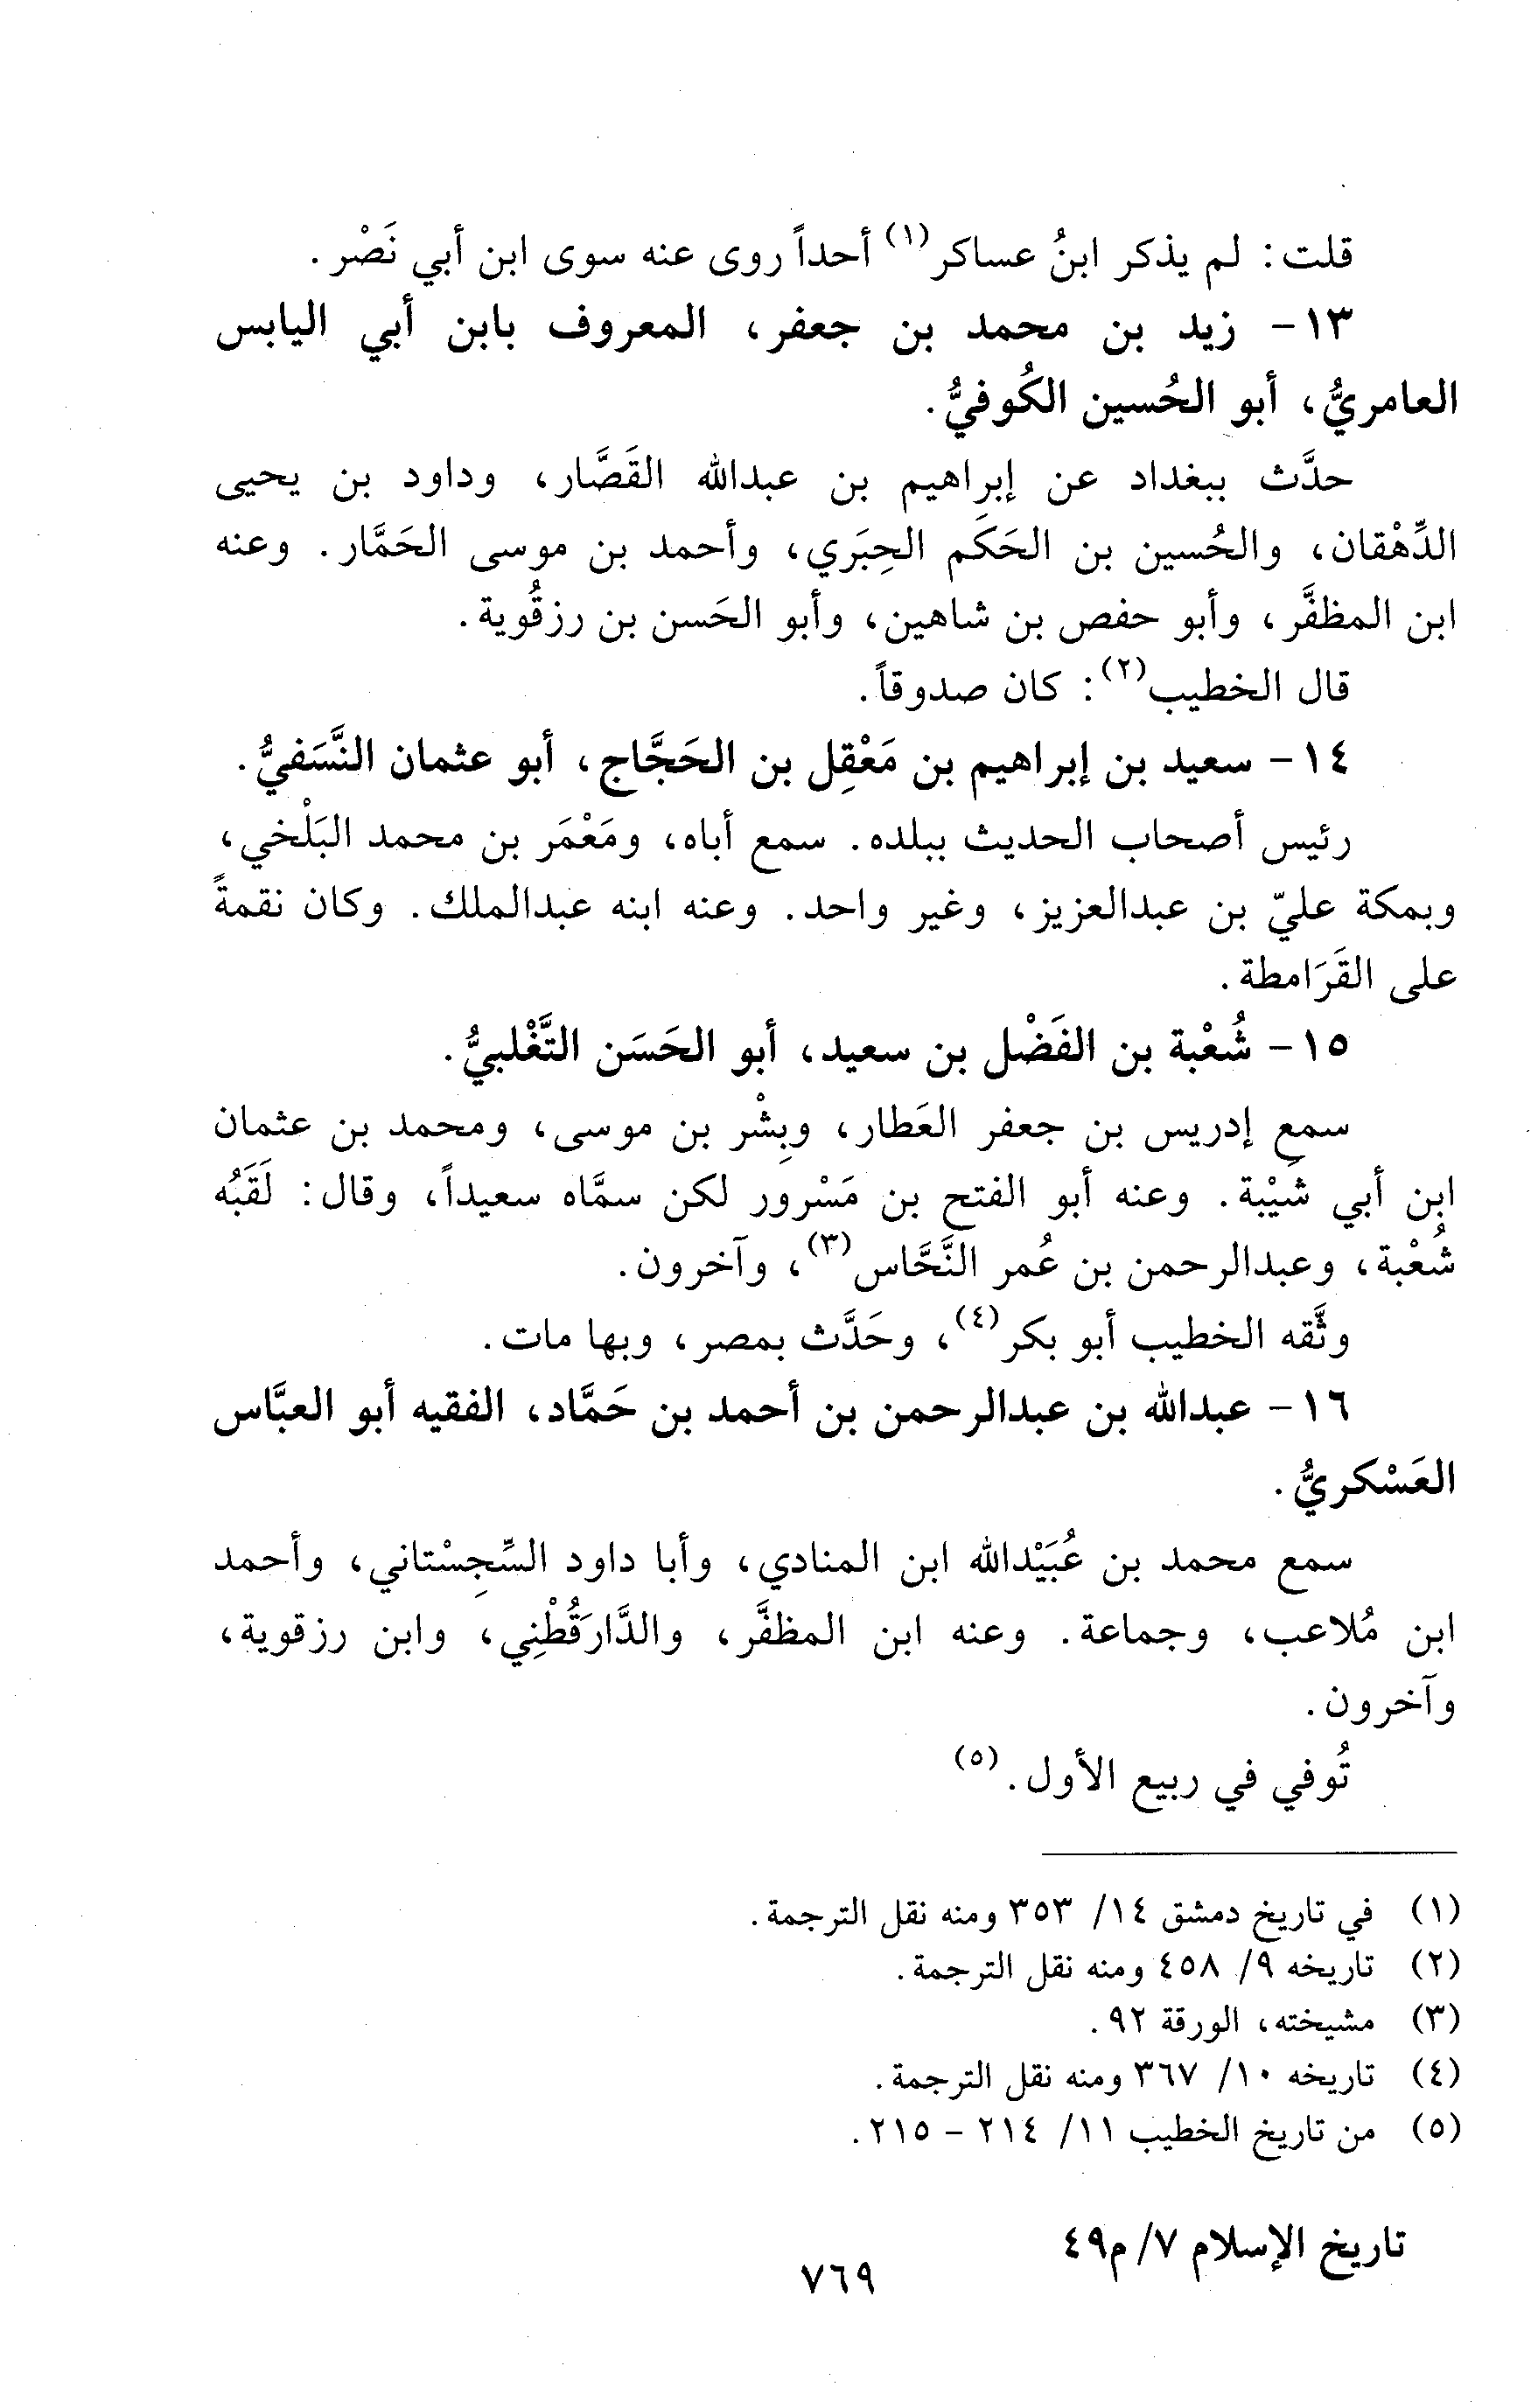 قلت: لم يذكر ابنُ عساكر(١) أحداً روى عنه سوى ابن أبي نَصْر.
١٣- زيد بن محمد بن جعفر، المعروف بابن أبي اليابس
العامريُّ، أبو الحُسين الكُوفيُّ.
حدَّث ببغداد عن إبراهيم بن عبدالله القَصَّار، وداود بن يحيى
الدِّهْقان، والحُسين بن الحَكَم الحِبَري، وأحمد بن موسى الحَمَّار. وعنه
ابن المظفَّر، وأبو حفص بن شاهين، وأبو الحَسن بن رزقُوية.
قال الخطيب(٢): كان صدوقاً.
١٤- سعيد بن إبراهيم بن مَعْقِل بن الحَجَّاج، أبو عثمان النَّسَفيُّ.
رئيس أصحاب الحديث ببلده. سمع أباه، ومَعْمَر بن محمد البَلْخي،
وبمكة عليّ بن عبدالعزيز، وغير واحد. وعنه ابنه عبدالملك. وكان نقمةً
على القَرَامطة.
١٥- شُعْبة بن الفَضْل بن سعيد، أبو الحَسَن التَّغْلبيُّ.
سمع إدريس بن جعفر العَطار، وبِشْر بن موسى، ومحمد بن عثمان
ابن أبي شَيْبة. وعنه أبو الفتح بن مَسْرور لكن سمَّاه سعيداً، وقال: لَقَبُه
شُعْبة، وعبدالرحمن بن عُمر النَّحَّاس(٣)، وآخرون.
وثَّقه الخطيب أبو بكر(٤)، وحَدَّث بمصر، وبها مات.
١٦- عبدالله بن عبدالرحمن بن أحمد بن حَمَّاد، الفقيه أبو العبَّاس
العَسْكريُّ.
سمع محمد بن عُبَيْدالله ابن المنادي، وأبا داود السِّجِسْتاني، وأحمد
ابن مُلاعب، وجماعة. وعنه ابن المظفَّر، والدَّارَقُطْنِي، وابن رزقوية،
وآخرون.
تُوفي في ربيع الأول.(٥)
(١) في تاريخ دمشق ١٤/ ٣٥٣ ومنه نقل الترجمة.
(٢) تاريخه ٩/ ٤٥٨ ومنه نقل الترجمة.
(٣) مشيخته، الورقة ٩٢.
(٤) تاريخه ١٠/ ٣٦٧ ومنه نقل الترجمة.
(٥) من تاريخ الخطيب ١١/ ٢١٤ - ٢١٥.
تاريخ الإسلام ٧/ م٤٩
٧٦٩